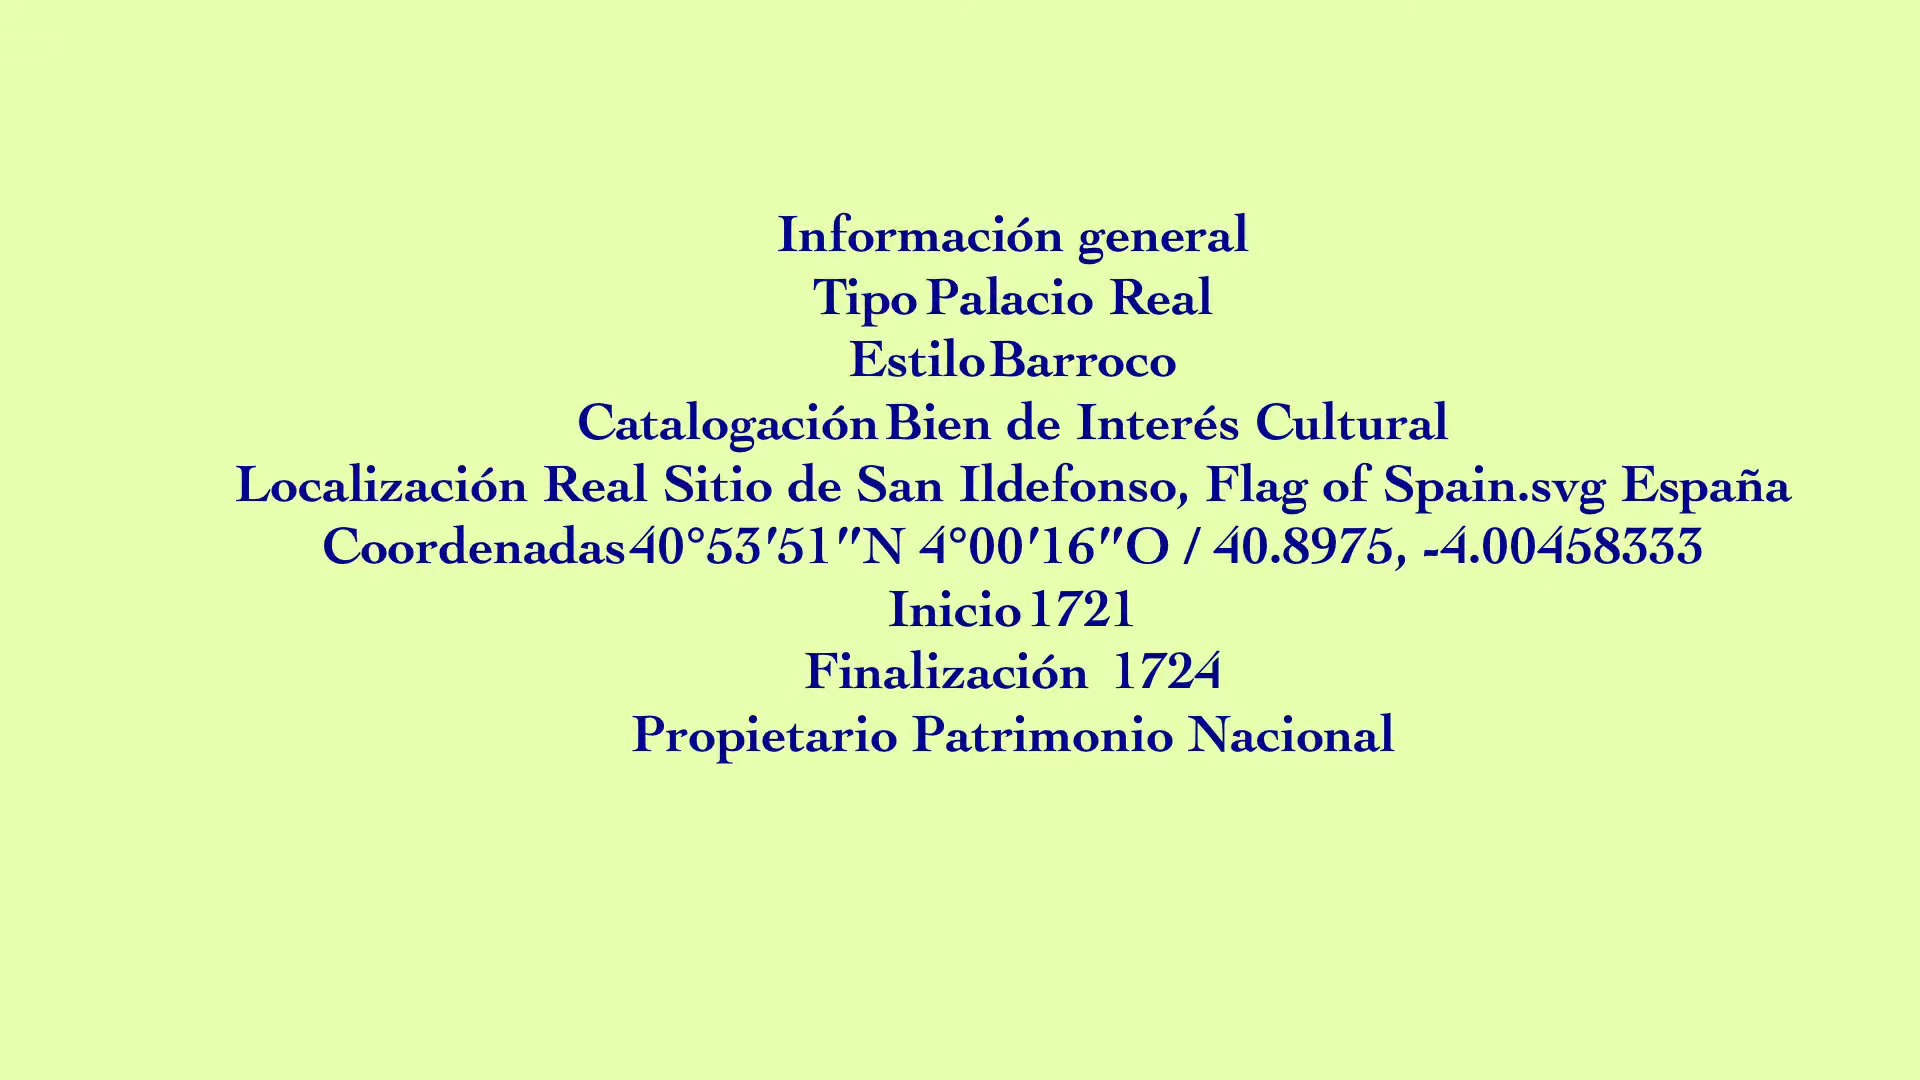 Información general
Tipo Palacio Real
Estilo Barroco
Catalogación Bien de Interés Cultural
Localización Real Sitio de San Ildefonso, Flag of Spain.svg España
Coordenadas 40°53′51″N 4°00′16″O / 40.8975, -4.00458333
Inicio 1721
Finalización 1724
Propietario Patrimonio Nacional